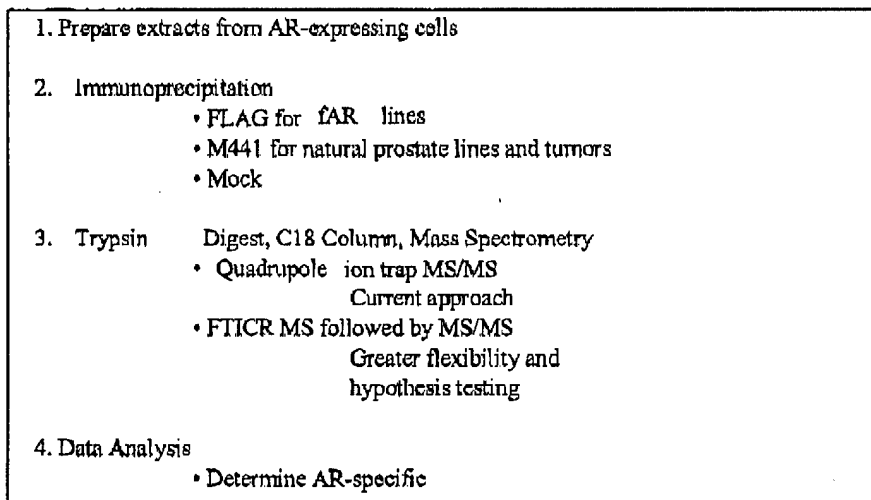 1. Prepare extracts from AR-expressing cells
2. Immunoprecipitation
• FLAG for fAR lines
• M441 for natural prostate lines and tumors
• Mock
3. Trypsin Digest, C18 Column, Mass Spectrometry
• Quadrupole ion trap MS/MS
Current approach
• FTICR MS followed by MS/MS
Greater flexibility and
hypothesis testing
4. Data Analysis
• Determine AR-specific